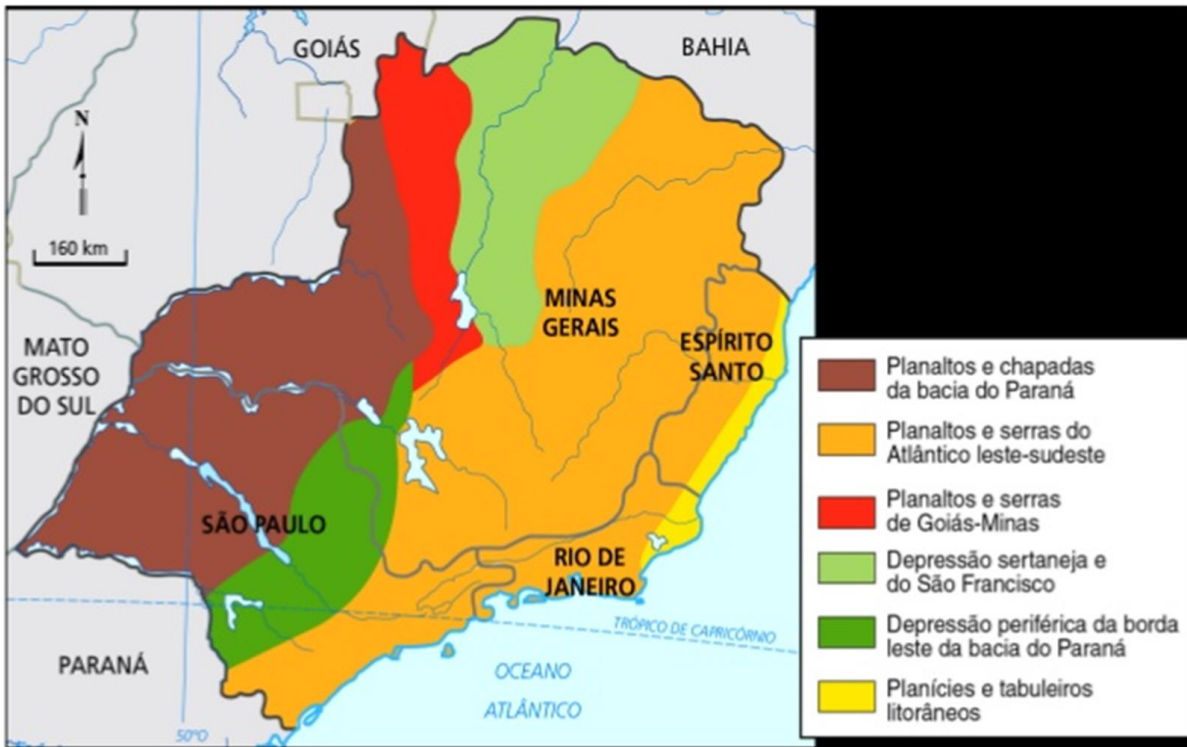 GOIÁS
BAHIA
N
160 km
MINAS
GERAIS
MATO
GROSSO
DO SUL
ESPÍRITO
SANTO
SÃO PAULO
RIO DE
JANEIRO
TRÓPICO DE CAPRICÓRNIO
PARANÁ
OCEANO
ATLÂNTICO
50°O
Planaltos e chapadas
da bacia do Paraná
Planaltos e serras do
Atlântico leste-sudeste
Planaltos e serras
de Goiás-Minas
Depressão sertaneja e
do São Francisco
Depressão periférica da borda
leste da bacia do Paraná
Planícies e tabuleiros
litorâneos